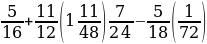 5/16 + 11/12 (1 11/48) 7/24 − 5/18 (1/72)